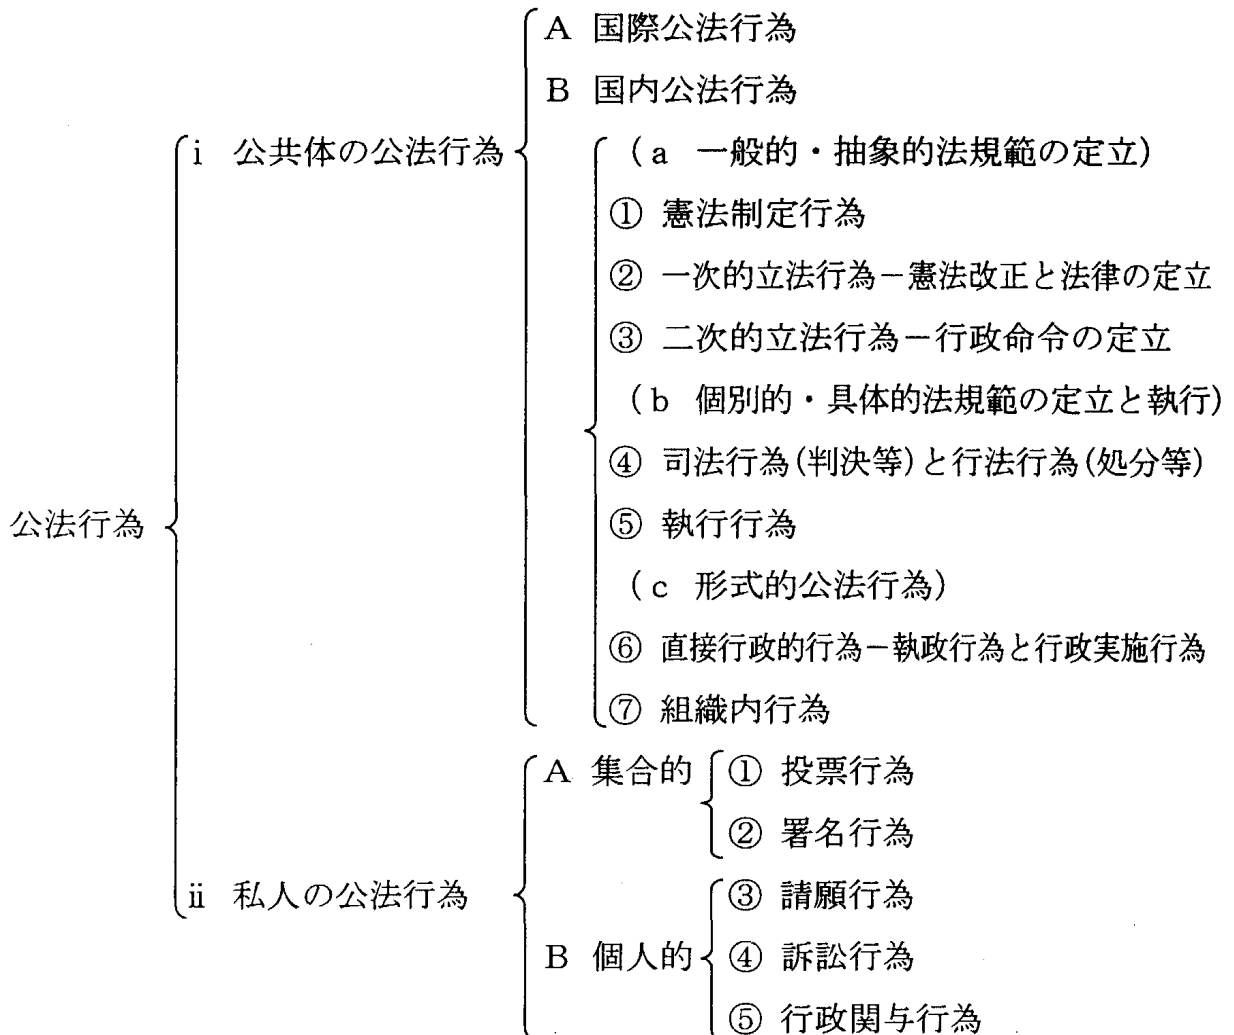 A 国際公法行為
B 国内公法行為
i 公共体の公法行為
(a 一般的・抽象的法規範の定立)
① 憲法制定行為
② 一次的立法行為－憲法改正と法律の定立
③ 二次的立法行為－行政命令の定立
(b 個別的・具体的法規範の定立と執行)
④ 司法行為(判決等)と行法行為(処分等)
公法行為
⑤ 執行行為
(c 形式的公法行為)
⑥ 直接行政的行為－執政行為と行政実施行為
⑦ 組織内行為
A 集合的
① 投票行為
② 署名行為
ii 私人の公法行為
③ 請願行為
B 個人的
④ 訴訟行為
⑤ 行政関与行為